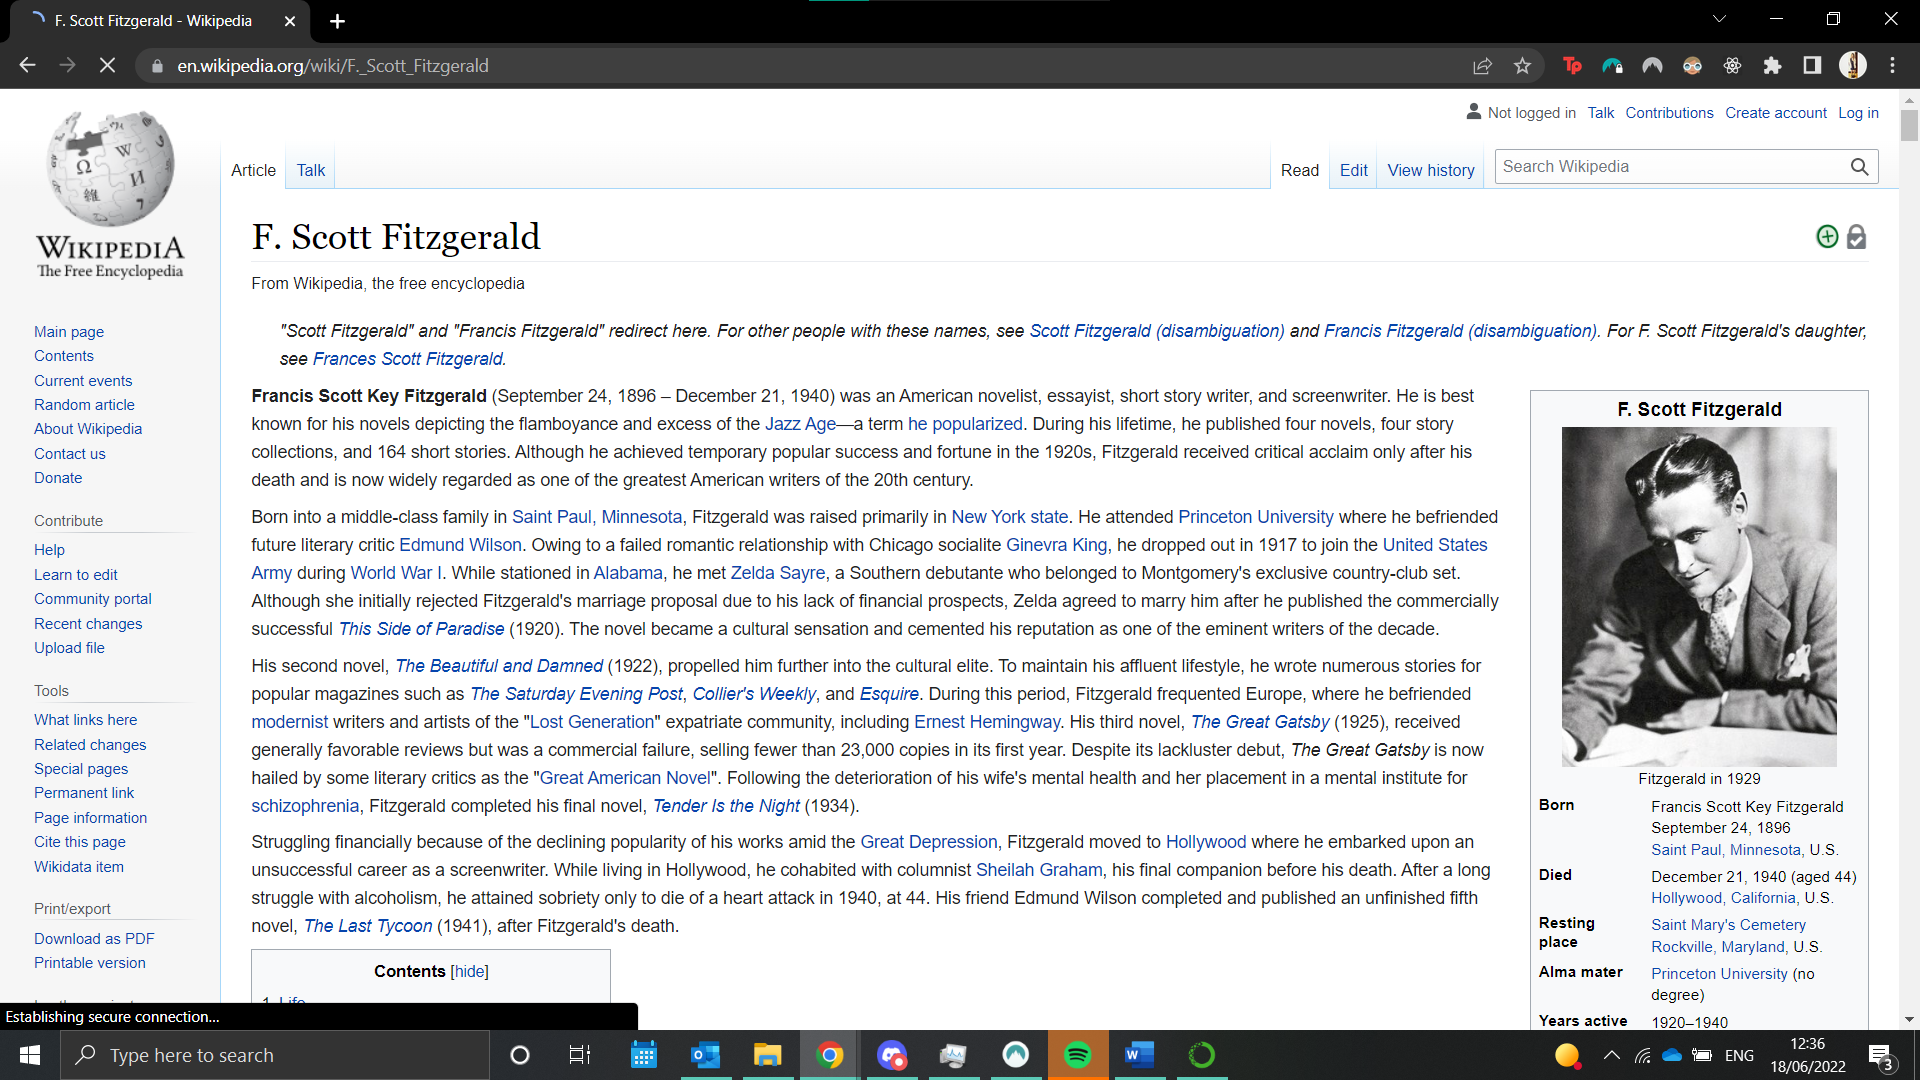 F. Scott Fitzgerald - Wikipedia
en.wikipedia.org/wiki/F._Scott_Fitzgerald
Not logged in Talk Contributions Create account Log in
Article Talk Read Edit View history Search Wikipedia
WIKIPEDIA
The Free Encyclopedia
Main page
Contents
Current events
Random article
About Wikipedia
Contact us
Donate
Contribute
Help
Learn to edit
Community portal
Recent changes
Upload file
Tools
What links here
Related changes
Special pages
Permanent link
Page information
Cite this page
Wikidata item
Print/export
Download as PDF
Printable version
F. Scott Fitzgerald
From Wikipedia, the free encyclopedia
"Scott Fitzgerald" and "Francis Fitzgerald" redirect here. For other people with these names, see Scott Fitzgerald (disambiguation) and Francis Fitzgerald (disambiguation). For F. Scott Fitzgerald's daughter,
see Frances Scott Fitzgerald.
Francis Scott Key Fitzgerald (September 24, 1896 – December 21, 1940) was an American novelist, essayist, short story writer, and screenwriter. He is best
known for his novels depicting the flamboyance and excess of the Jazz Age—a term he popularized. During his lifetime, he published four novels, four story
collections, and 164 short stories. Although he achieved temporary popular success and fortune in the 1920s, Fitzgerald received critical acclaim only after his
death and is now widely regarded as one of the greatest American writers of the 20th century.
Born into a middle-class family in Saint Paul, Minnesota, Fitzgerald was raised primarily in New York state. He attended Princeton University where he befriended
future literary critic Edmund Wilson. Owing to a failed romantic relationship with Chicago socialite Ginevra King, he dropped out in 1917 to join the United States
Army during World War I. While stationed in Alabama, he met Zelda Sayre, a Southern debutante who belonged to Montgomery's exclusive country-club set.
Although she initially rejected Fitzgerald's marriage proposal due to his lack of financial prospects, Zelda agreed to marry him after he published the commercially
successful This Side of Paradise (1920). The novel became a cultural sensation and cemented his reputation as one of the eminent writers of the decade.
His second novel, The Beautiful and Damned (1922), propelled him further into the cultural elite. To maintain his affluent lifestyle, he wrote numerous stories for
popular magazines such as The Saturday Evening Post, Collier's Weekly, and Esquire. During this period, Fitzgerald frequented Europe, where he befriended
modernist writers and artists of the "Lost Generation" expatriate community, including Ernest Hemingway. His third novel, The Great Gatsby (1925), received
generally favorable reviews but was a commercial failure, selling fewer than 23,000 copies in its first year. Despite its lackluster debut, The Great Gatsby is now
hailed by some literary critics as the "Great American Novel". Following the deterioration of his wife's mental health and her placement in a mental institute for
schizophrenia, Fitzgerald completed his final novel, Tender Is the Night (1934).
Struggling financially because of the declining popularity of his works amid the Great Depression, Fitzgerald moved to Hollywood where he embarked upon an
unsuccessful career as a screenwriter. While living in Hollywood, he cohabited with columnist Sheilah Graham, his final companion before his death. After a long
struggle with alcoholism, he attained sobriety only to die of a heart attack in 1940, at 44. His friend Edmund Wilson completed and published an unfinished fifth
novel, The Last Tycoon (1941), after Fitzgerald's death.
Contents [hide]
1 Life
F. Scott Fitzgerald
Fitzgerald in 1929
Born Francis Scott Key Fitzgerald
September 24, 1896
Saint Paul, Minnesota, U.S.
Died December 21, 1940 (aged 44)
Hollywood, California, U.S.
Resting place Saint Mary's Cemetery
Rockville, Maryland, U.S.
Alma mater Princeton University (no
degree)
Years active 1920–1940
Establishing secure connection...
Type here to search
ENG
12:36
18/06/2022
3